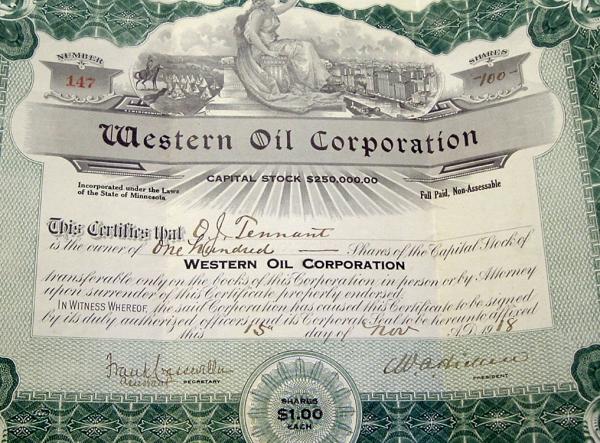 NUMBER
147
SHARES
-100-
Western Oil Corporation
CAPITAL STOCK $250,000.00
Incorporated under the Laws
of the State of Minnesota
Full Paid, Non-Assessable
This Certifies that O J Tennant
is the owner of One Hundred — Shares of the Capital Stock of
WESTERN OIL CORPORATION
transferable only on the books of this Corporation in person or by Attorney
upon surrender of this Certificate properly endorsed.
IN WITNESS WHEREOF, the said Corporation has caused this Certificate to be signed
by its duly authorized officers and its Corporate Seal to be hereunto affixed
this 15 day of Nov A.D. 1918
Frank
Assistant SECRETARY
PRESIDENT
SHARES
$1.00
EACH